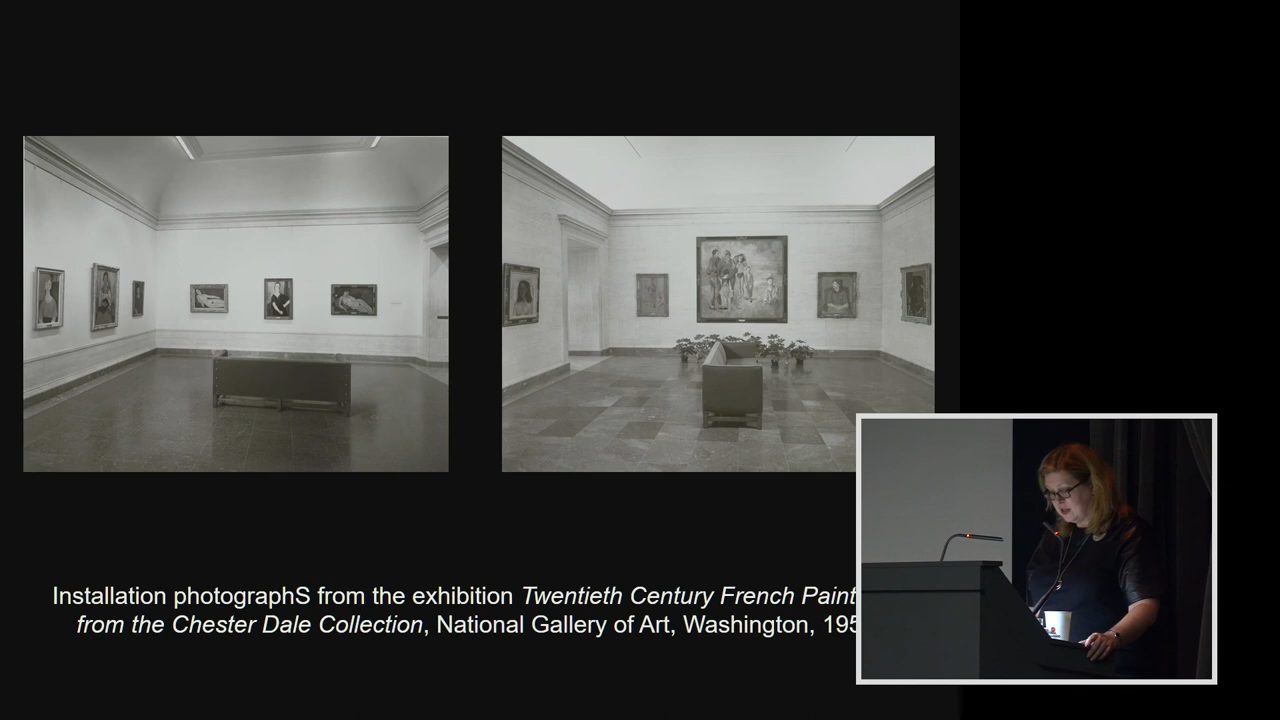 Installation photographS from the exhibition Twentieth Century French Paint
from the Chester Dale Collection, National Gallery of Art, Washington, 195